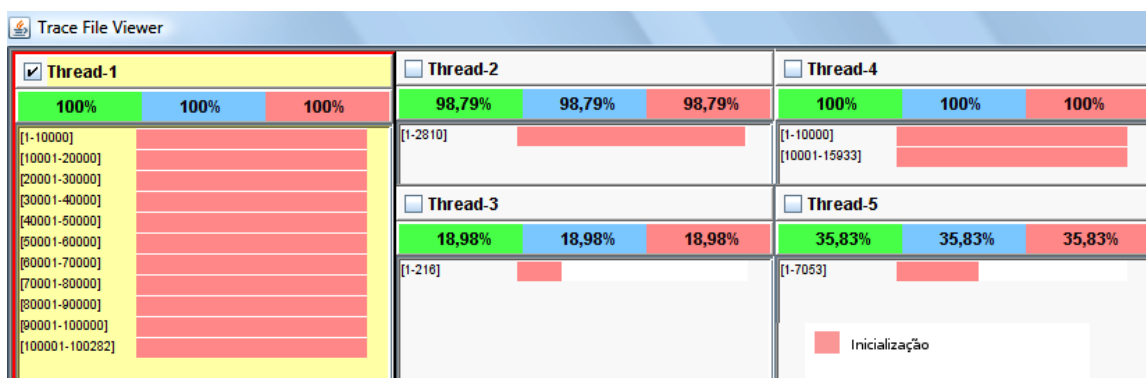 Trace File Viewer
Thread-1
100% 100% 100%
[1-10000]
[10001-20000]
[20001-30000]
[30001-40000]
[40001-50000]
[50001-60000]
[60001-70000]
[70001-80000]
[80001-90000]
[90001-100000]
[100001-100282]
Thread-2
98,79% 98,79% 98,79%
[1-2810]
Thread-3
18,98% 18,98% 18,98%
[1-216]
Thread-4
100% 100% 100%
[1-10000]
[10001-15933]
Thread-5
35,83% 35,83% 35,83%
[1-7053]
Inicialização